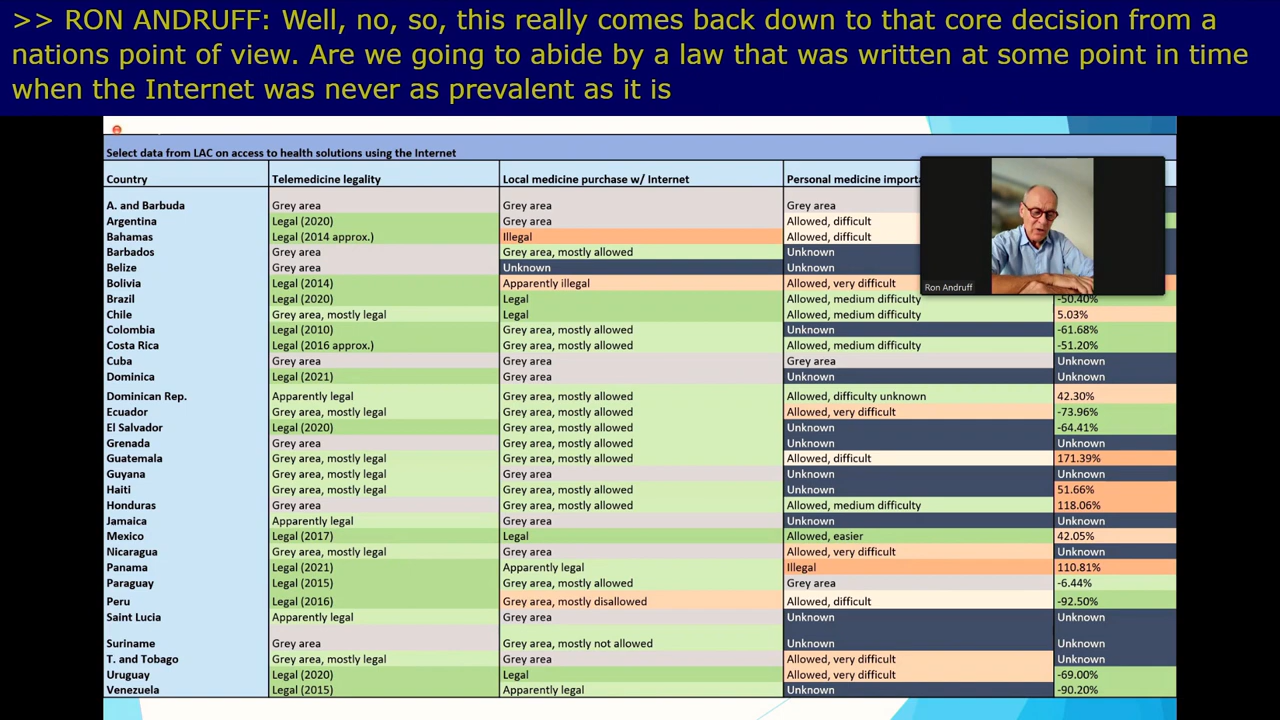 >> RON ANDRUFF: Well, no, so, this really comes back down to that core decision from a
nations point of view. Are we going to abide by a law that was written at some point in time
when the Internet was never as prevalent as it is
Select data from LAC on access to health solutions using the Internet
Country Telemedicine legality Local medicine purchase w/ Internet Personal medicine importa
A. and Barbuda Grey area Grey area Grey area
Argentina Legal (2020) Grey area Allowed, difficult
Bahamas Legal (2014 approx.) Illegal Allowed, difficult
Barbados Grey area Grey area, mostly allowed Unknown
Belize Grey area Unknown Unknown
Bolivia Legal (2014) Apparently illegal Allowed, very difficult
Ron Andruff
Brazil Legal (2020) Legal Allowed, medium difficulty -50.40%
Chile Grey area, mostly legal Legal Allowed, medium difficulty 5.03%
Colombia Legal (2010) Grey area, mostly allowed Unknown -61.68%
Costa Rica Legal (2016 approx.) Grey area, mostly allowed Allowed, medium difficulty -51.20%
Cuba Grey area Grey area Grey area Unknown
Dominica Legal (2021) Grey area Unknown Unknown
Dominican Rep. Apparently legal Grey area, mostly allowed Allowed, difficulty unknown 42.30%
Ecuador Grey area, mostly legal Grey area, mostly allowed Allowed, very difficult -73.96%
El Salvador Legal (2020) Grey area, mostly allowed Unknown -64.41%
Grenada Grey area Grey area, mostly allowed Unknown Unknown
Guatemala Grey area, mostly legal Grey area, mostly allowed Allowed, difficult 171.39%
Guyana Grey area, mostly legal Grey area Unknown Unknown
Haiti Grey area, mostly legal Grey area, mostly allowed Unknown 51.66%
Honduras Grey area Grey area, mostly allowed Allowed, medium difficulty 118.06%
Jamaica Apparently legal Grey area Unknown Unknown
Mexico Legal (2017) Legal Allowed, easier 42.05%
Nicaragua Grey area, mostly legal Grey area Allowed, very difficult Unknown
Panama Legal (2021) Apparently legal Illegal 110.81%
Paraguay Legal (2015) Grey area, mostly allowed Grey area -6.44%
Peru Legal (2016) Grey area, mostly disallowed Allowed, difficult -92.50%
Saint Lucia Apparently legal Grey area Unknown Unknown
Suriname Grey area Grey area, mostly not allowed Unknown Unknown
T. and Tobago Grey area, mostly legal Grey area Allowed, very difficult Unknown
Uruguay Legal (2020) Legal Allowed, very difficult -69.00%
Venezuela Legal (2015) Apparently legal Unknown -90.20%